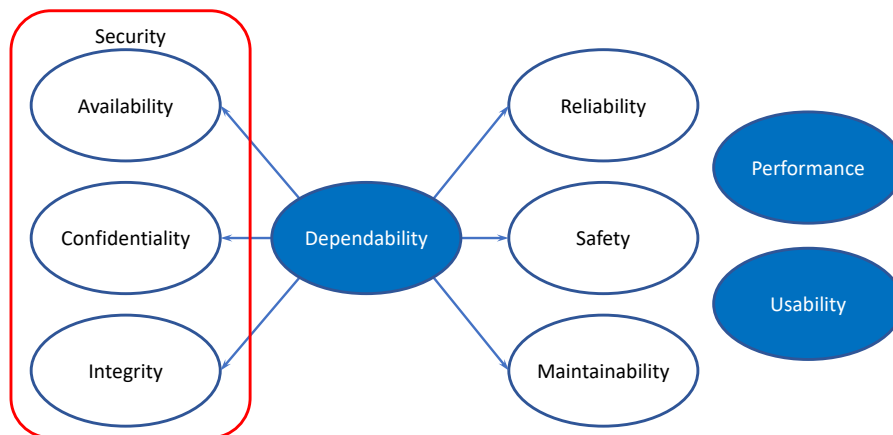 Security
Availability
Confidentiality
Integrity
Dependability
Reliability
Safety
Maintainability
Performance
Usability